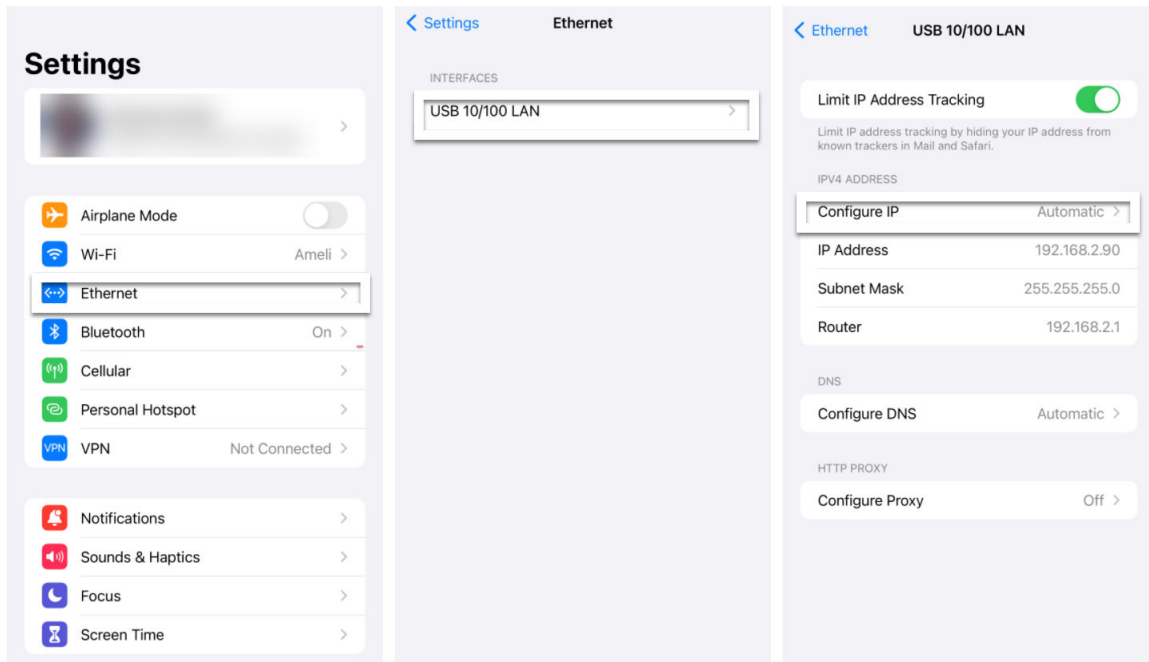 Settings
Airplane Mode
Wi-Fi Ameli
Ethernet
Bluetooth On
Cellular
Personal Hotspot
VPN VPN Not Connected
Notifications
Sounds & Haptics
Focus
Screen Time
Settings Ethernet
INTERFACES
USB 10/100 LAN
Ethernet USB 10/100 LAN
Limit IP Address Tracking
Limit IP address tracking by hiding your IP address from
known trackers in Mail and Safari.
IPV4 ADDRESS
Configure IP Automatic
IP Address 192.168.2.90
Subnet Mask 255.255.255.0
Router 192.168.2.1
DNS
Configure DNS Automatic
HTTP PROXY
Configure Proxy Off